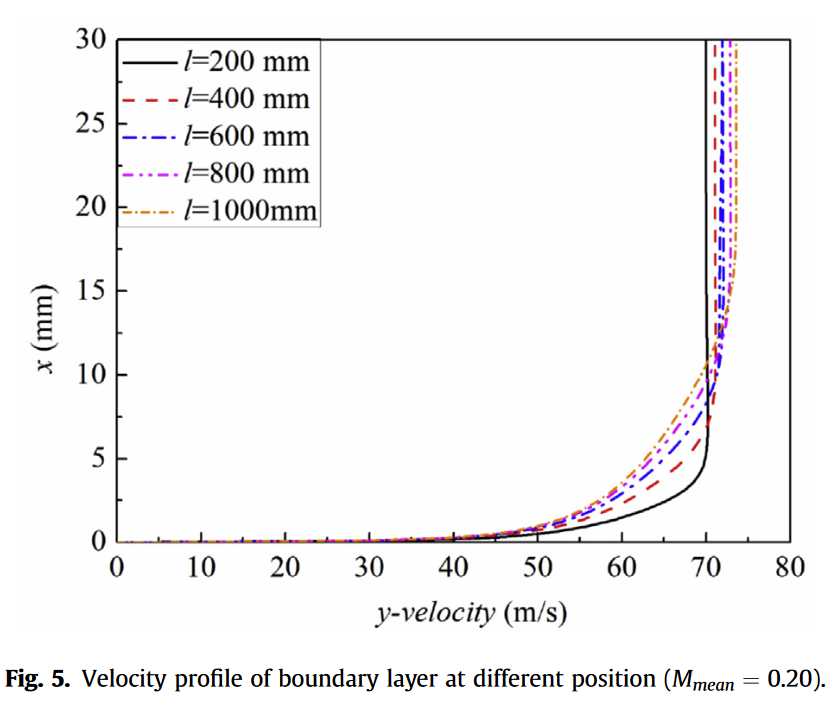 30
25
20
15
10
5
0
x (mm)
l=200 mm
l=400 mm
l=600 mm
l=800 mm
l=1000mm
0 10 20 30 40 50 60 70 80
y-velocity (m/s)
Fig. 5. Velocity profile of boundary layer at different position (Mmean = 0.20).